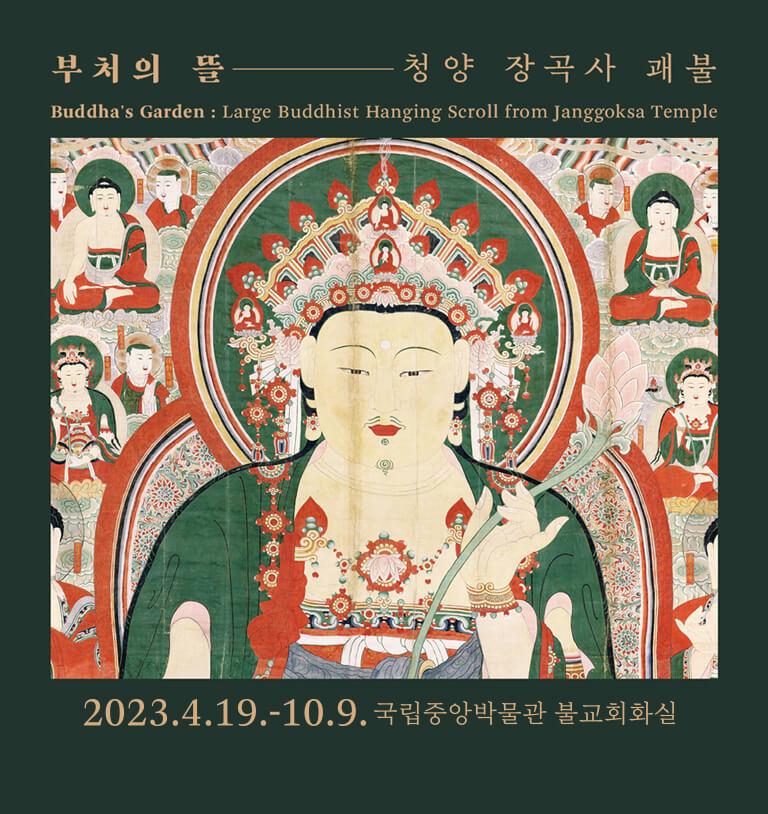 부처의 뜰 ── 청양 장곡사 괘불
Buddha's Garden : Large Buddhist Hanging Scroll from Janggoksa Temple
2023.4.19.-10.9. 국립중앙박물관 불교회화실